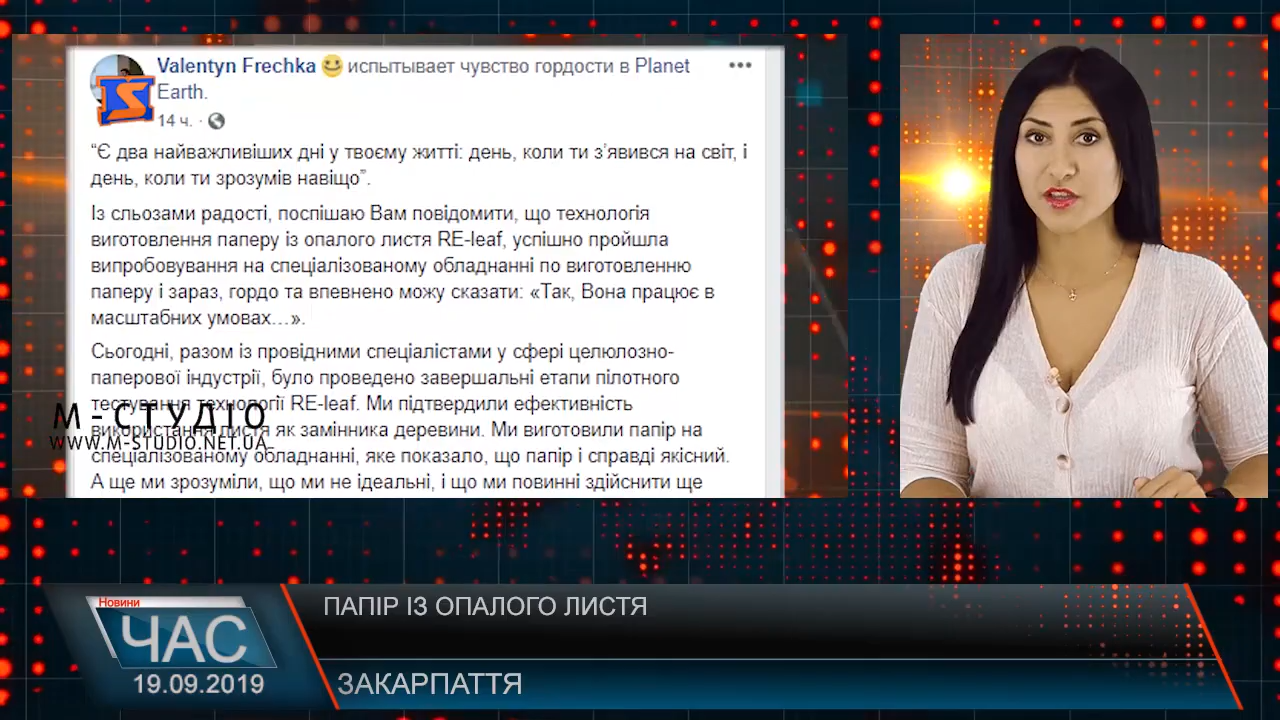 Valentyn Frechka испытывает чувство гордости в Planet
Earth.
14 ч. ·
“Є два найважливіших дні у твоєму житті: день, коли ти з’явився на світ, і
день, коли ти зрозумів навіщо”.
Із сльозами радості, поспішаю Вам повідомити, що технологія
виготовлення паперу із опалого листя RE-leaf, успішно пройшла
випробовування на спеціалізованому обладнанні по виготовленню
паперу і зараз, гордо та впевнено можу сказати: «Так, Вона працює в
масштабних умовах…».
Сьогодні, разом із провідними спеціалістами у сфері целюлозно-
паперової індустрії, було проведено завершальні етапи пілотного
тестування технології RE-leaf. Ми підтвердили ефективність
використання листя як замінника деревини. Ми виготовили папір на
спеціалізованому обладнанні, яке показало, що папір і справді якісний.
А ще ми зрозуміли, що ми не ідеальні, і що ми повинні здійснити ще
М-СТУДІО
WWW.M-STUDIO.NET.UA
Новини
ЧАС
19.09.2019
ПАПІР ІЗ ОПАЛОГО ЛИСТЯ
ЗАКАРПАТТЯ